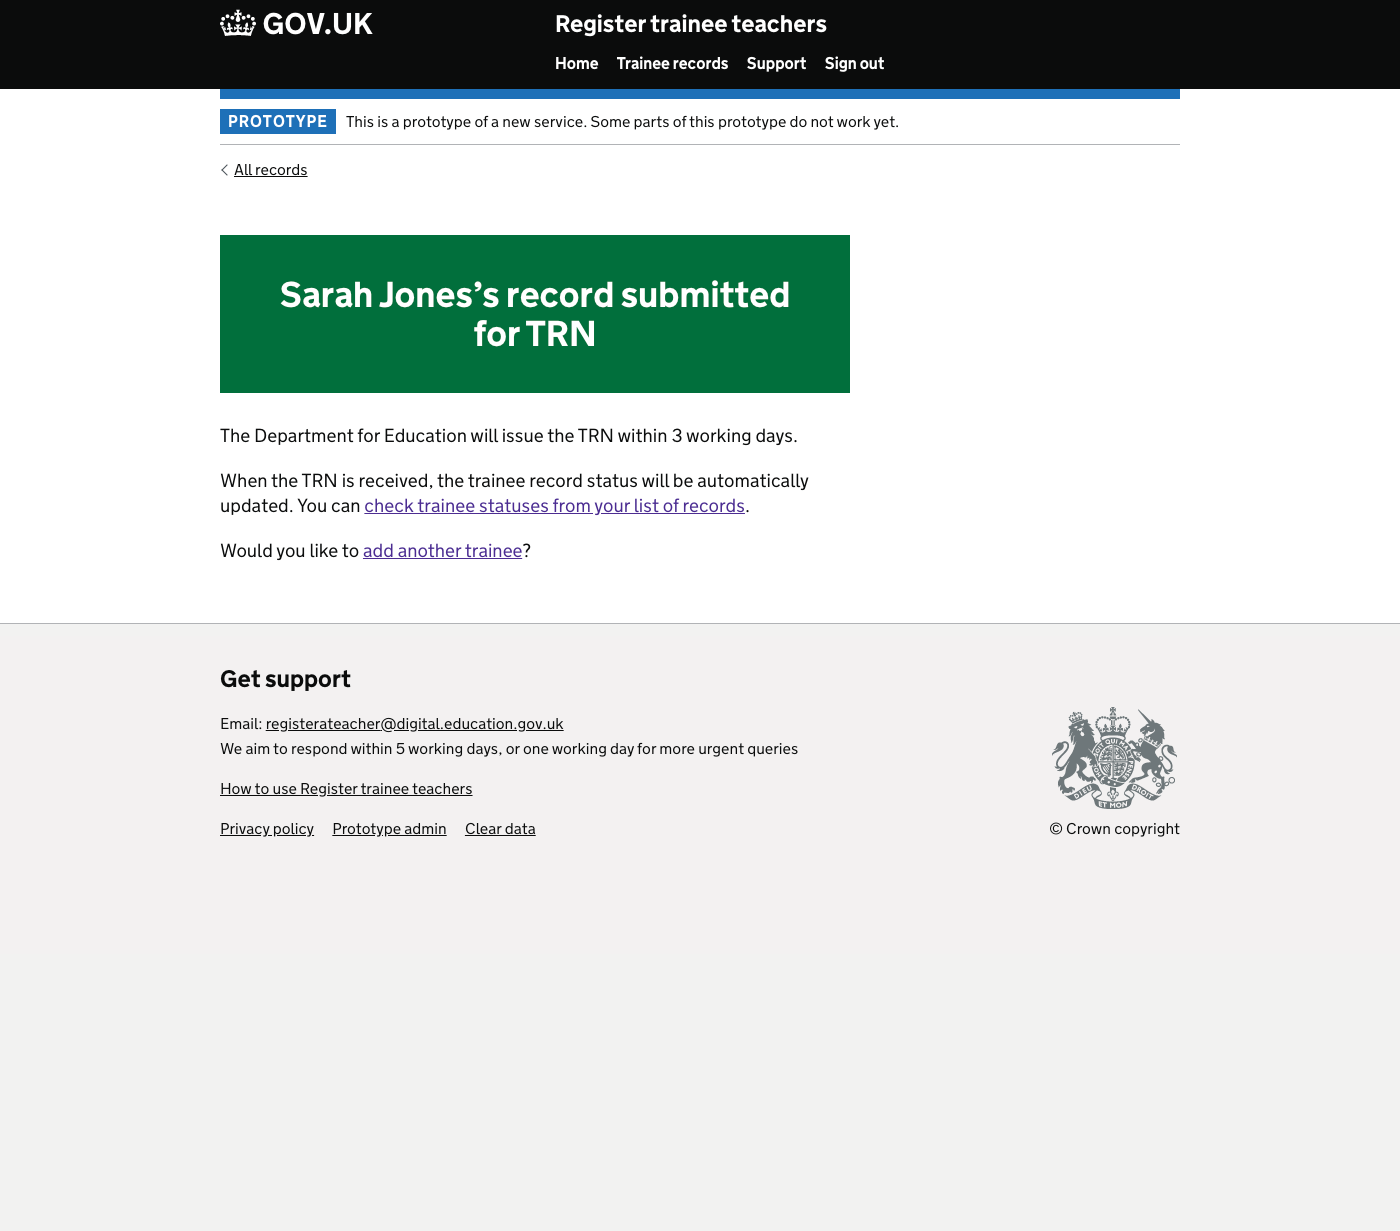 GOV.UK
Register trainee teachers
Home Trainee records Support Sign out
PROTOTYPE This is a prototype of a new service. Some parts of this prototype do not work yet.
All records
Sarah Jones’s record submitted
for TRN
The Department for Education will issue the TRN within 3 working days.
When the TRN is received, the trainee record status will be automatically
updated. You can check trainee statuses from your list of records.
Would you like to add another trainee?
Get support
Email: registerateacher@digital.education.gov.uk
We aim to respond within 5 working days, or one working day for more urgent queries
How to use Register trainee teachers
Privacy policy Prototype admin Clear data
DIEU ET MON DROIT
© Crown copyright